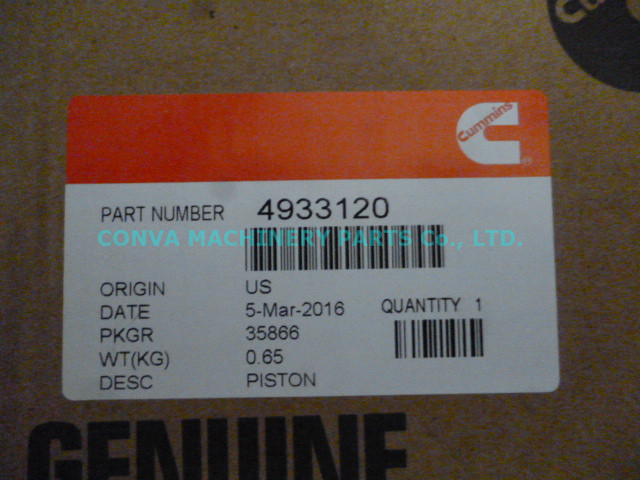 Cummins
Cummins
®
PART NUMBER 4933120
CONVA MACHINERY PARTS Co., LTD.
ORIGIN US
DATE 5-Mar-2016 QUANTITY 1
PKGR 35866
WT(KG) 0.65
DESC PISTON
GENUINE